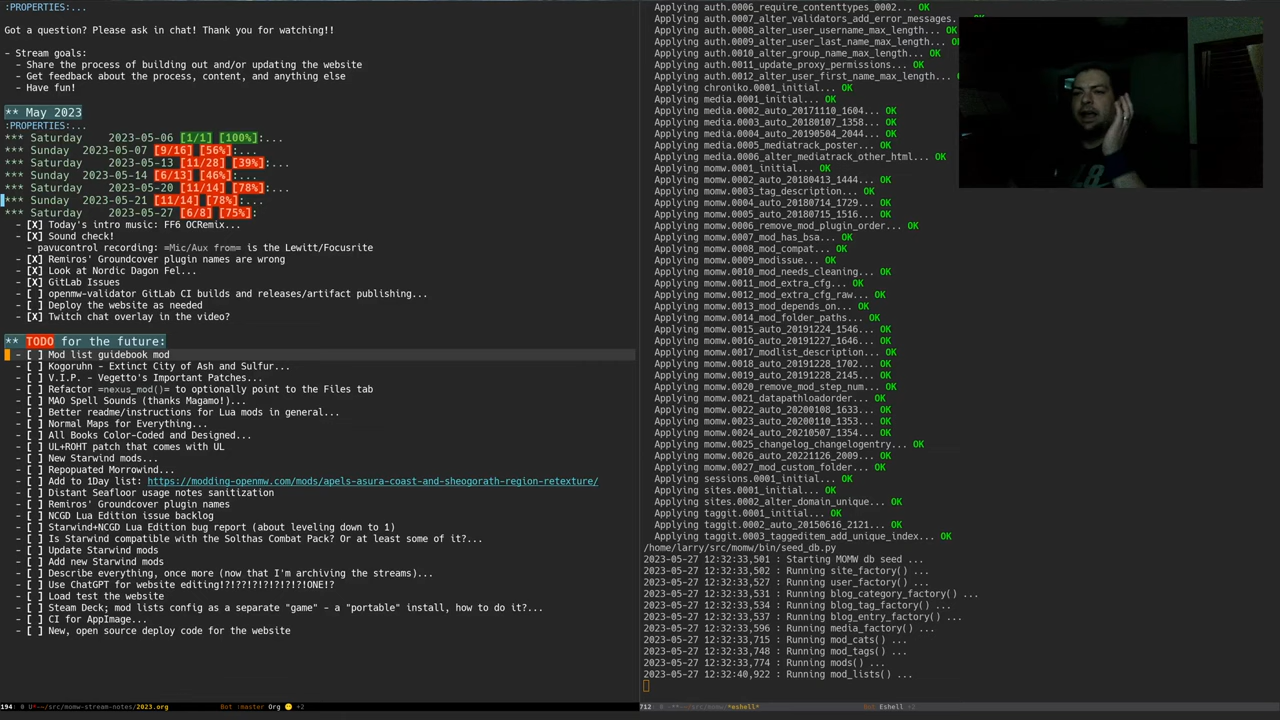 :PROPERTIES:...
Got a question? Please ask in chat! Thank you for watching!!
- Stream goals:
- Share the process of building out and/or updating the website
- Get feedback about the process, content, and anything else
- Have fun!
** May 2023
:PROPERTIES:...
*** Saturday 2023-05-06 [1/1] [100%]:...
*** Sunday 2023-05-07 [9/16] [56%]:...
*** Saturday 2023-05-13 [11/28] [39%]:...
*** Sunday 2023-05-14 [6/13] [46%]:...
*** Saturday 2023-05-20 [11/14] [78%]:...
*** Sunday 2023-05-21 [11/14] [78%]:...
*** Saturday 2023-05-27 [6/8] [75%]:
- [X] Today's intro music: FF6 OCRemix...
- [X] Sound check!
- pavucontrol recording: =Mic/Aux from= is the Lewitt/Focusrite
- [X] Remiros' Groundcover plugin names are wrong
- [X] Look at Nordic Dagon Fel...
- [X] GitLab Issues
- [ ] openmw-validator GitLab CI builds and releases/artifact publishing...
- [ ] Deploy the website as needed
- [X] Twitch chat overlay in the video?
** TODO for the future:
- [ ] Mod list guidebook mod
- [ ] Kogoruhn - Extinct City of Ash and Sulfur...
- [ ] V.I.P. - Vegetto's Important Patches...
- [ ] Refactor =nexus_mod()= to optionally point to the Files tab
- [ ] MAO Spell Sounds (thanks Magamo!)...
- [ ] Better readme/instructions for Lua mods in general...
- [ ] Normal Maps for Everything...
- [ ] All Books Color-Coded and Designed...
- [ ] UL+ROHT patch that comes with UL
- [ ] New Starwind mods...
- [ ] Repopuated Morrowind...
- [ ] Add to 1Day list: https://modding-openmw.com/mods/apels-asura-coast-and-sheogorath-region-retexture/
- [ ] Distant Seafloor usage notes sanitization
- [ ] Remiros' Groundcover plugin names
- [ ] NCGD Lua Edition issue backlog
- [ ] Starwind+NCGD Lua Edition bug report (about leveling down to 1)
- [ ] Is Starwind compatible with the Solthas Combat Pack? Or at least some of it?...
- [ ] Update Starwind mods
- [ ] Add new Starwind mods
- [ ] Describe everything, once more (now that I'm archiving the streams)...
- [ ] Use ChatGPT for website editing!?!??!?!?!?!?!ONE!?
- [ ] Load test the website
- [ ] Steam Deck; mod lists config as a separate "game" - a "portable" install, how to do it?...
- [ ] CI for AppImage...
- [ ] New, open source deploy code for the website
Applying auth.0006_require_contenttypes_0002... OK
Applying auth.0007_alter_validators_add_error_messages.
Applying auth.0008_alter_user_username_max_length... OK
Applying auth.0009_alter_user_last_name_max_length... OK
Applying auth.0010_alter_group_name_max_length... OK
Applying auth.0011_update_proxy_permissions... OK
Applying auth.0012_alter_user_first_name_max_length... OK
Applying chroniko.0001_initial... OK
Applying media.0001_initial... OK
Applying media.0002_auto_20171110_1604... OK
Applying media.0003_auto_20180107_1358... OK
Applying media.0004_auto_20190504_2044... OK
Applying media.0005_mediatrack_poster... OK
Applying media.0006_alter_mediatrack_other_html... OK
Applying momw.0001_initial... OK
Applying momw.0002_auto_20180413_1444... OK
Applying momw.0003_tag_description... OK
Applying momw.0004_auto_20180714_1729... OK
Applying momw.0005_auto_20180715_1516... OK
Applying momw.0006_remove_mod_plugin_order... OK
Applying momw.0007_mod_has_bsa... OK
Applying momw.0008_mod_compat... OK
Applying momw.0009_modissue... OK
Applying momw.0010_mod_needs_cleaning... OK
Applying momw.0011_mod_extra_cfg... OK
Applying momw.0012_mod_extra_cfg_raw... OK
Applying momw.0013_mod_depends_on... OK
Applying momw.0014_mod_folder_paths... OK
Applying momw.0015_auto_20191224_1546... OK
Applying momw.0016_auto_20191227_1646... OK
Applying momw.0017_modlist_description... OK
Applying momw.0018_auto_20191228_1702... OK
Applying momw.0019_auto_20191228_2145... OK
Applying momw.0020_remove_mod_step_num... OK
Applying momw.0021_datapathloadorder... OK
Applying momw.0022_auto_20200108_1633... OK
Applying momw.0023_auto_20200110_1353... OK
Applying momw.0024_auto_20210507_1354... OK
Applying momw.0025_changelog_changelogentry... OK
Applying momw.0026_auto_20221126_2009... OK
Applying momw.0027_mod_custom_folder... OK
Applying sessions.0001_initial... OK
Applying sites.0001_initial... OK
Applying sites.0002_alter_domain_unique... OK
Applying taggit.0001_initial... OK
Applying taggit.0002_auto_20150616_2121... OK
Applying taggit.0003_taggeditem_add_unique_index... OK
/home/larry/src/momw/bin/seed_db.py
2023-05-27 12:32:33,501 : Starting MOMW db seed ...
2023-05-27 12:32:33,502 : Running site_factory() ...
2023-05-27 12:32:33,527 : Running user_factory() ...
2023-05-27 12:32:33,531 : Running blog_category_factory() ...
2023-05-27 12:32:33,534 : Running blog_tag_factory() ...
2023-05-27 12:32:33,537 : Running blog_entry_factory() ...
2023-05-27 12:32:33,596 : Running media_factory() ...
2023-05-27 12:32:33,715 : Running mod_cats() ...
2023-05-27 12:32:33,748 : Running mod_tags() ...
2023-05-27 12:32:33,774 : Running mods() ...
2023-05-27 12:32:40,922 : Running mod_lists() ...
Bot :master Org
+2
Bot Eshell +2